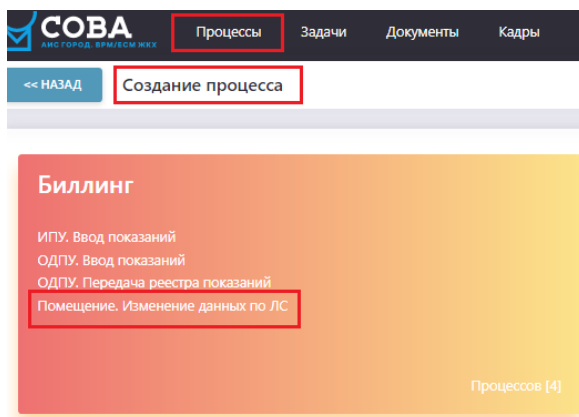 СОВА
АИС ГОРОД. BPM/ECM ЖКХ
Процессы Задачи Документы Кадры
<< НАЗАД Создание процесса
Биллинг
ИПУ. Ввод показаний
ОДПУ. Ввод показаний
ОДПУ. Передача реестра показаний
Помещение. Изменение данных по ЛС
Процессов [4]